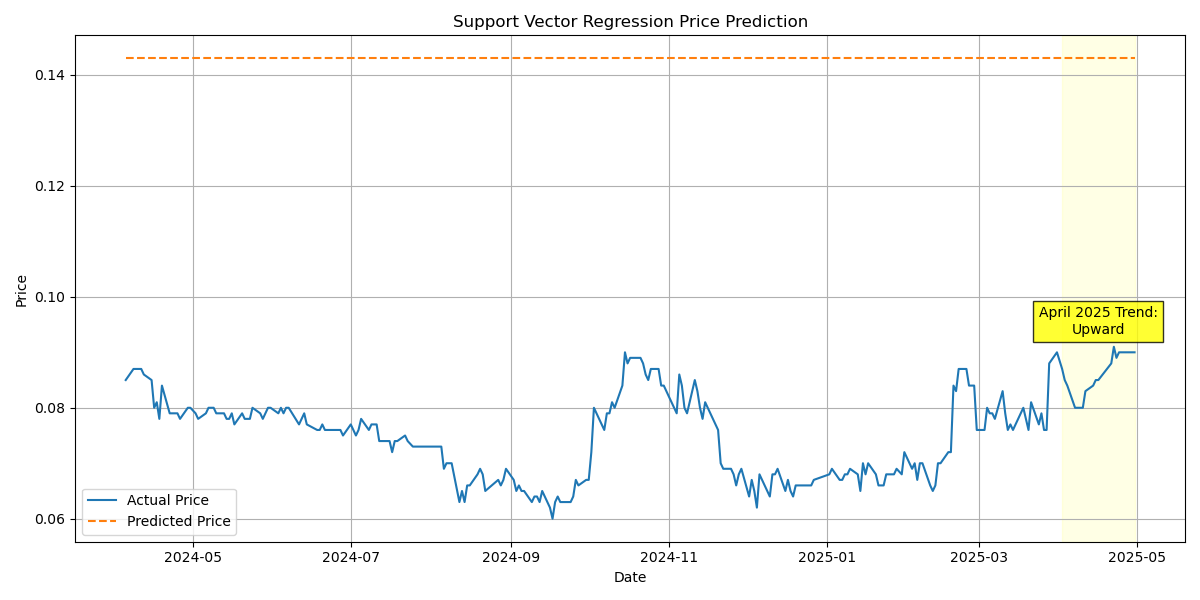 Support Vector Regression Price Prediction
Price
0.14
0.12
0.10
0.08
0.06
April 2025 Trend:
Upward
Actual Price
Predicted Price
2024-05
2024-07
2024-09
2024-11
2025-01
2025-03
2025-05
Date